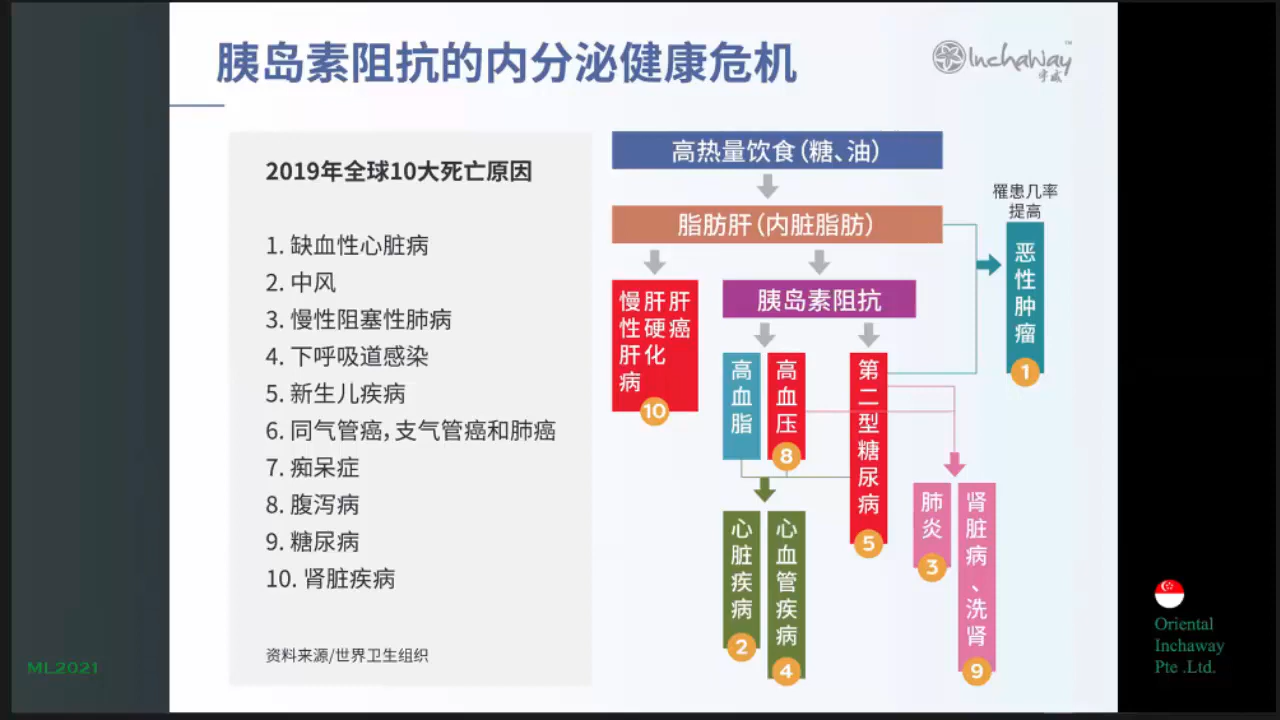 胰岛素阻抗的内分泌健康危机
InchaWay™
宇威
2019年全球10大死亡原因
1. 缺血性心脏病
2. 中风
3. 慢性阻塞性肺病
4. 下呼吸道感染
5. 新生儿疾病
6. 同气管癌，支气管癌和肺癌
7. 痴呆症
8. 腹泻病
9. 糖尿病
10. 肾脏疾病
资料来源/世界卫生组织
高热量饮食(糖、油)
脂肪肝(内脏脂肪)
罹患几率
提高
恶性肿瘤
1
慢性肝病
肝硬化
肝癌
10
胰岛素阻抗
高血脂
高血压
8
第二型糖尿病
5
心脏疾病
2
心血管疾病
4
肺炎
3
肾脏病、洗肾
9
ML2021
Oriental
Inchaway
Pte .Ltd.